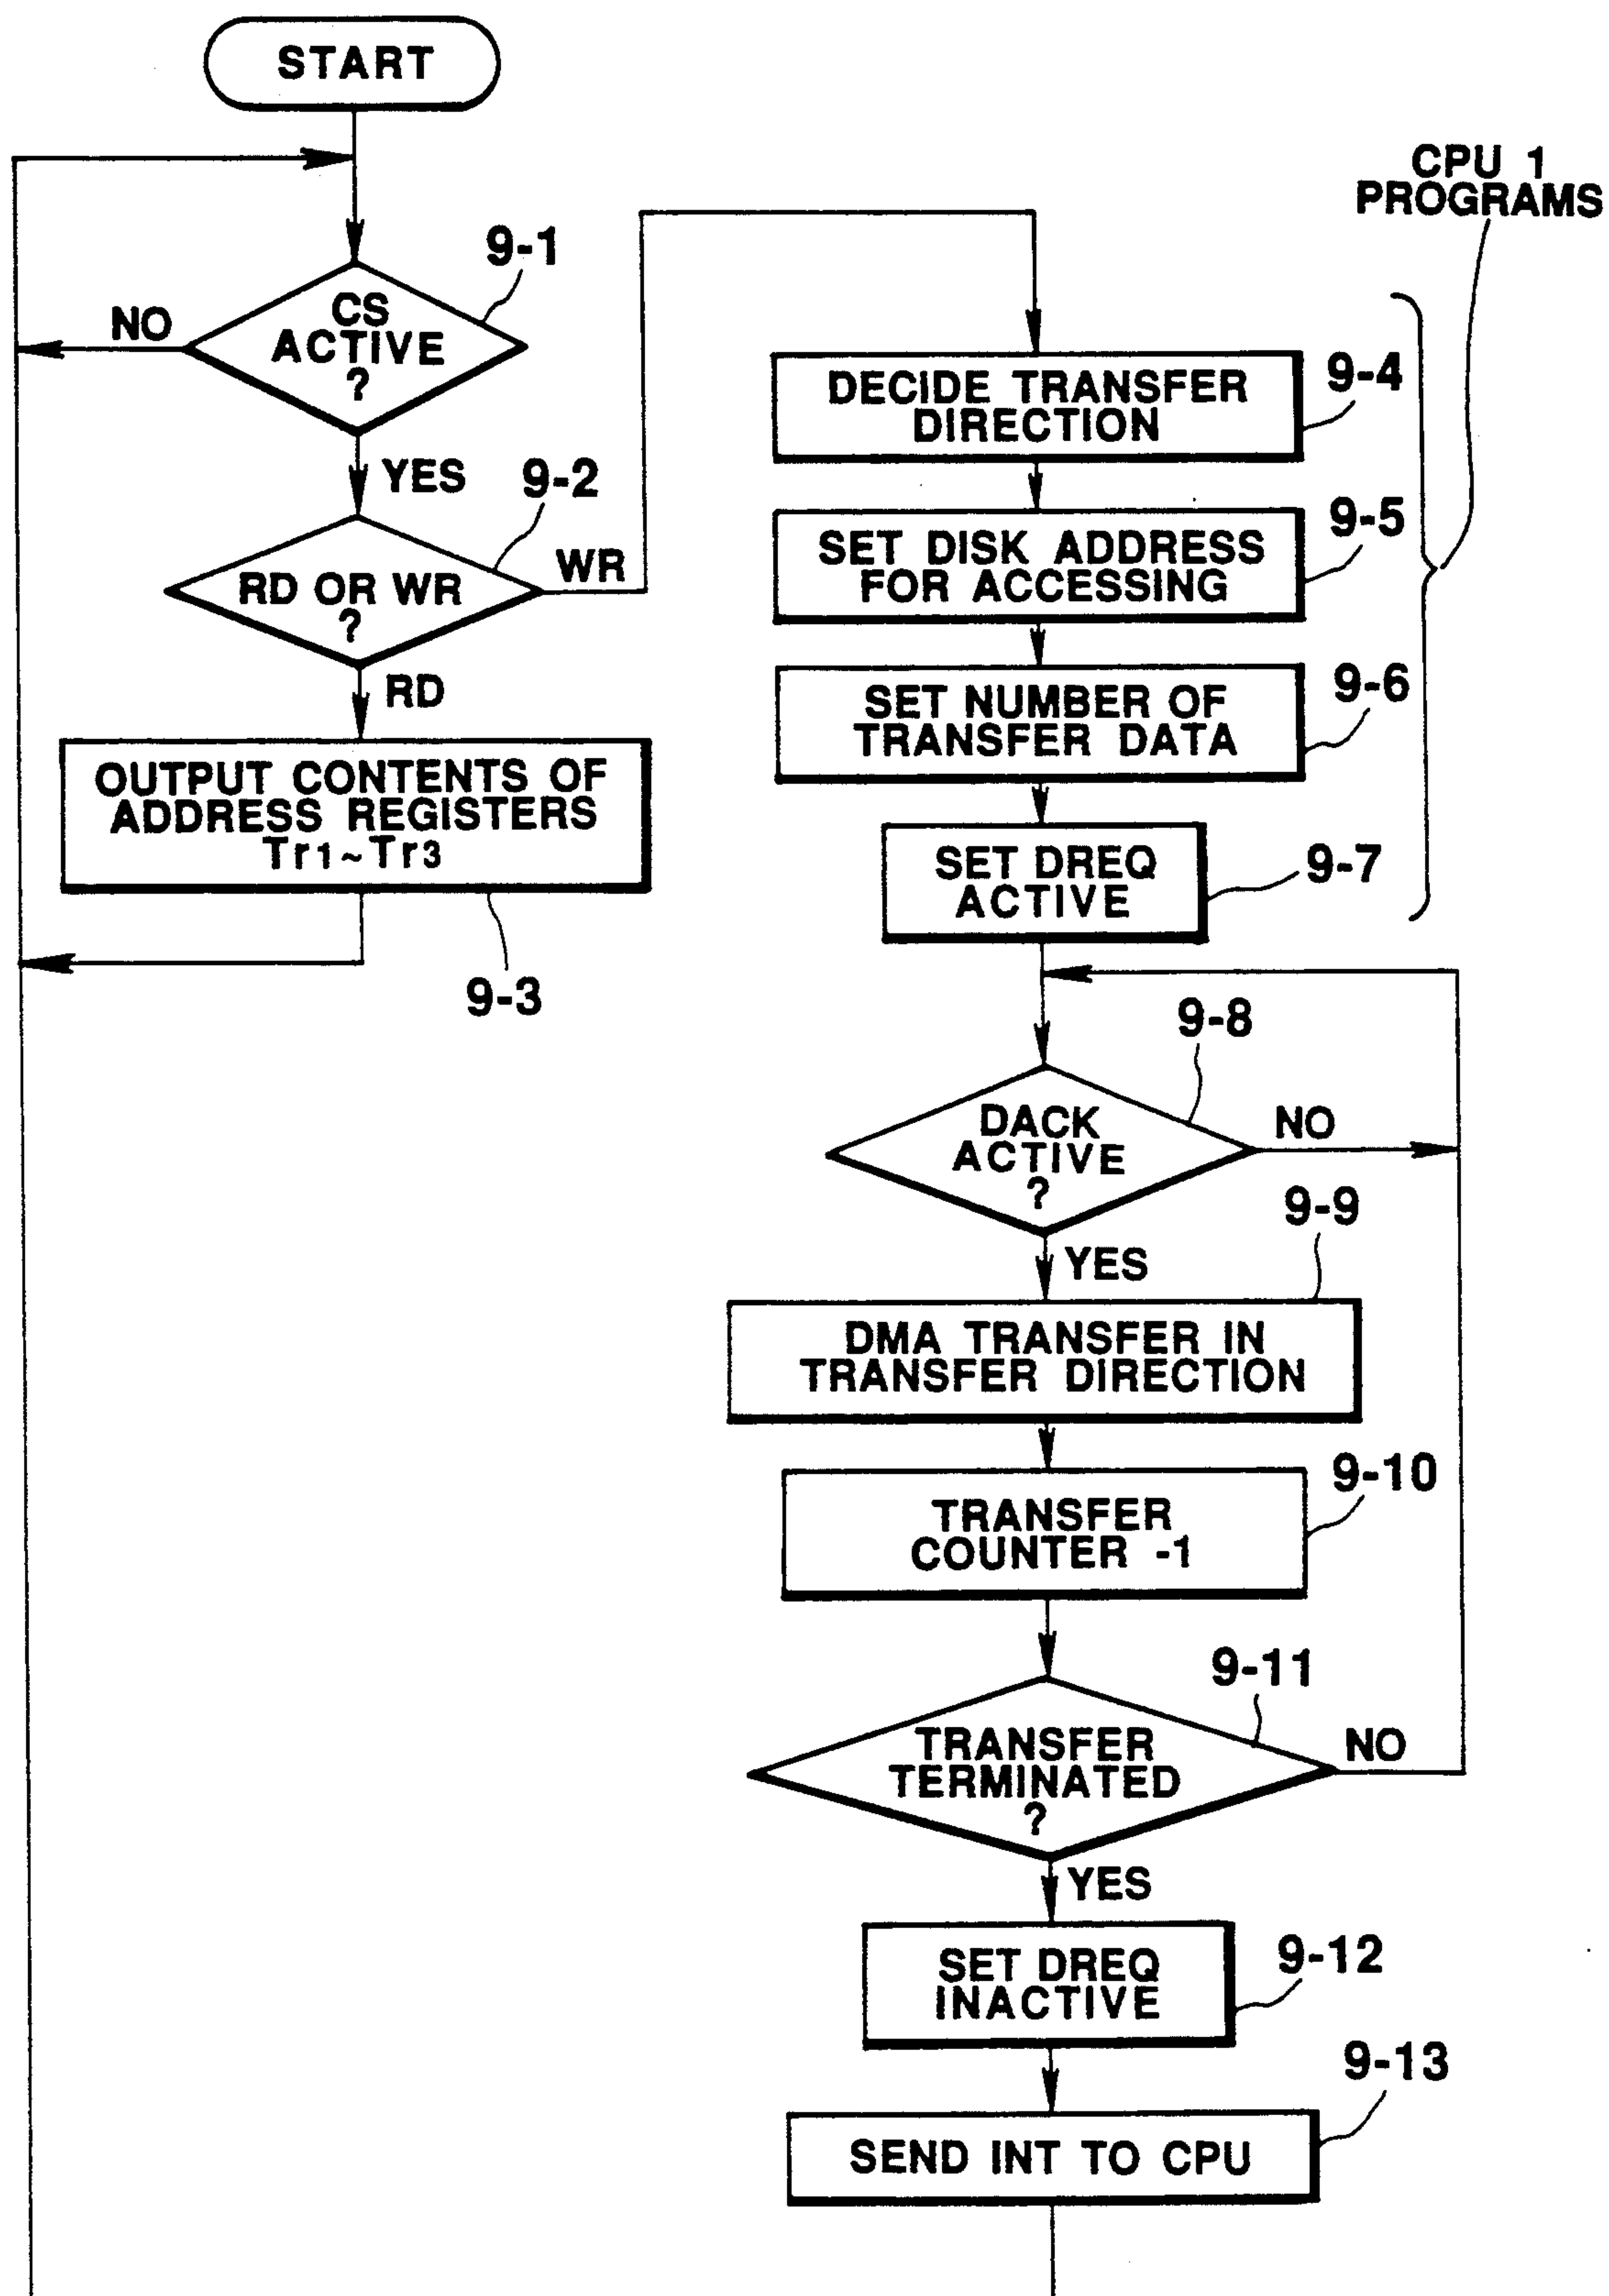 START
CPU 1
PROGRAMS
9-1
CS
ACTIVE
?
NO
YES
9-2
RD OR WR
?
WR
RD
OUTPUT CONTENTS OF
ADDRESS REGISTERS
Tr1~Tr3
9-3
DECIDE TRANSFER
DIRECTION
9-4
SET DISK ADDRESS
FOR ACCESSING
9-5
SET NUMBER OF
TRANSFER DATA
9-6
SET DREQ
ACTIVE
9-7
9-8
DACK
ACTIVE
?
NO
YES
9-9
DMA TRANSFER IN
TRANSFER DIRECTION
9-10
TRANSFER
COUNTER -1
9-11
TRANSFER
TERMINATED
?
NO
YES
SET DREQ
INACTIVE
9-12
9-13
SEND INT TO CPU